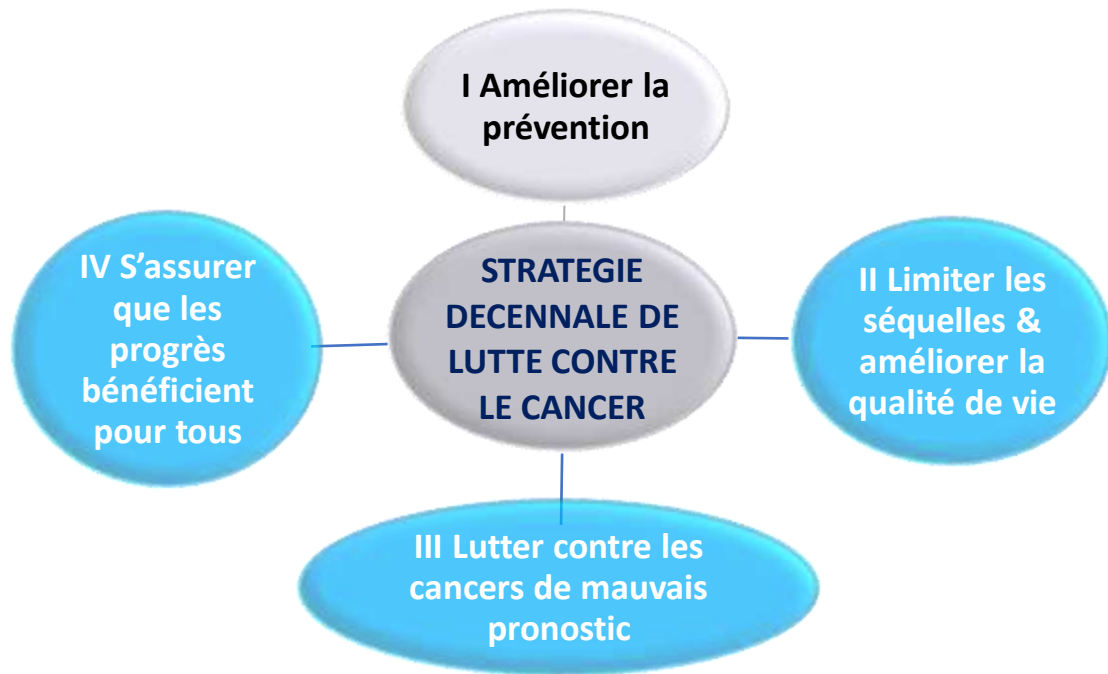 I Améliorer la
prévention
STRATEGIE
DECENNALE DE
LUTTE CONTRE
LE CANCER
II Limiter les
séquelles &
améliorer la
qualité de vie
III Lutter contre les
cancers de mauvais
pronostic
IV S’assurer
que les
progrès
bénéficient
pour tous